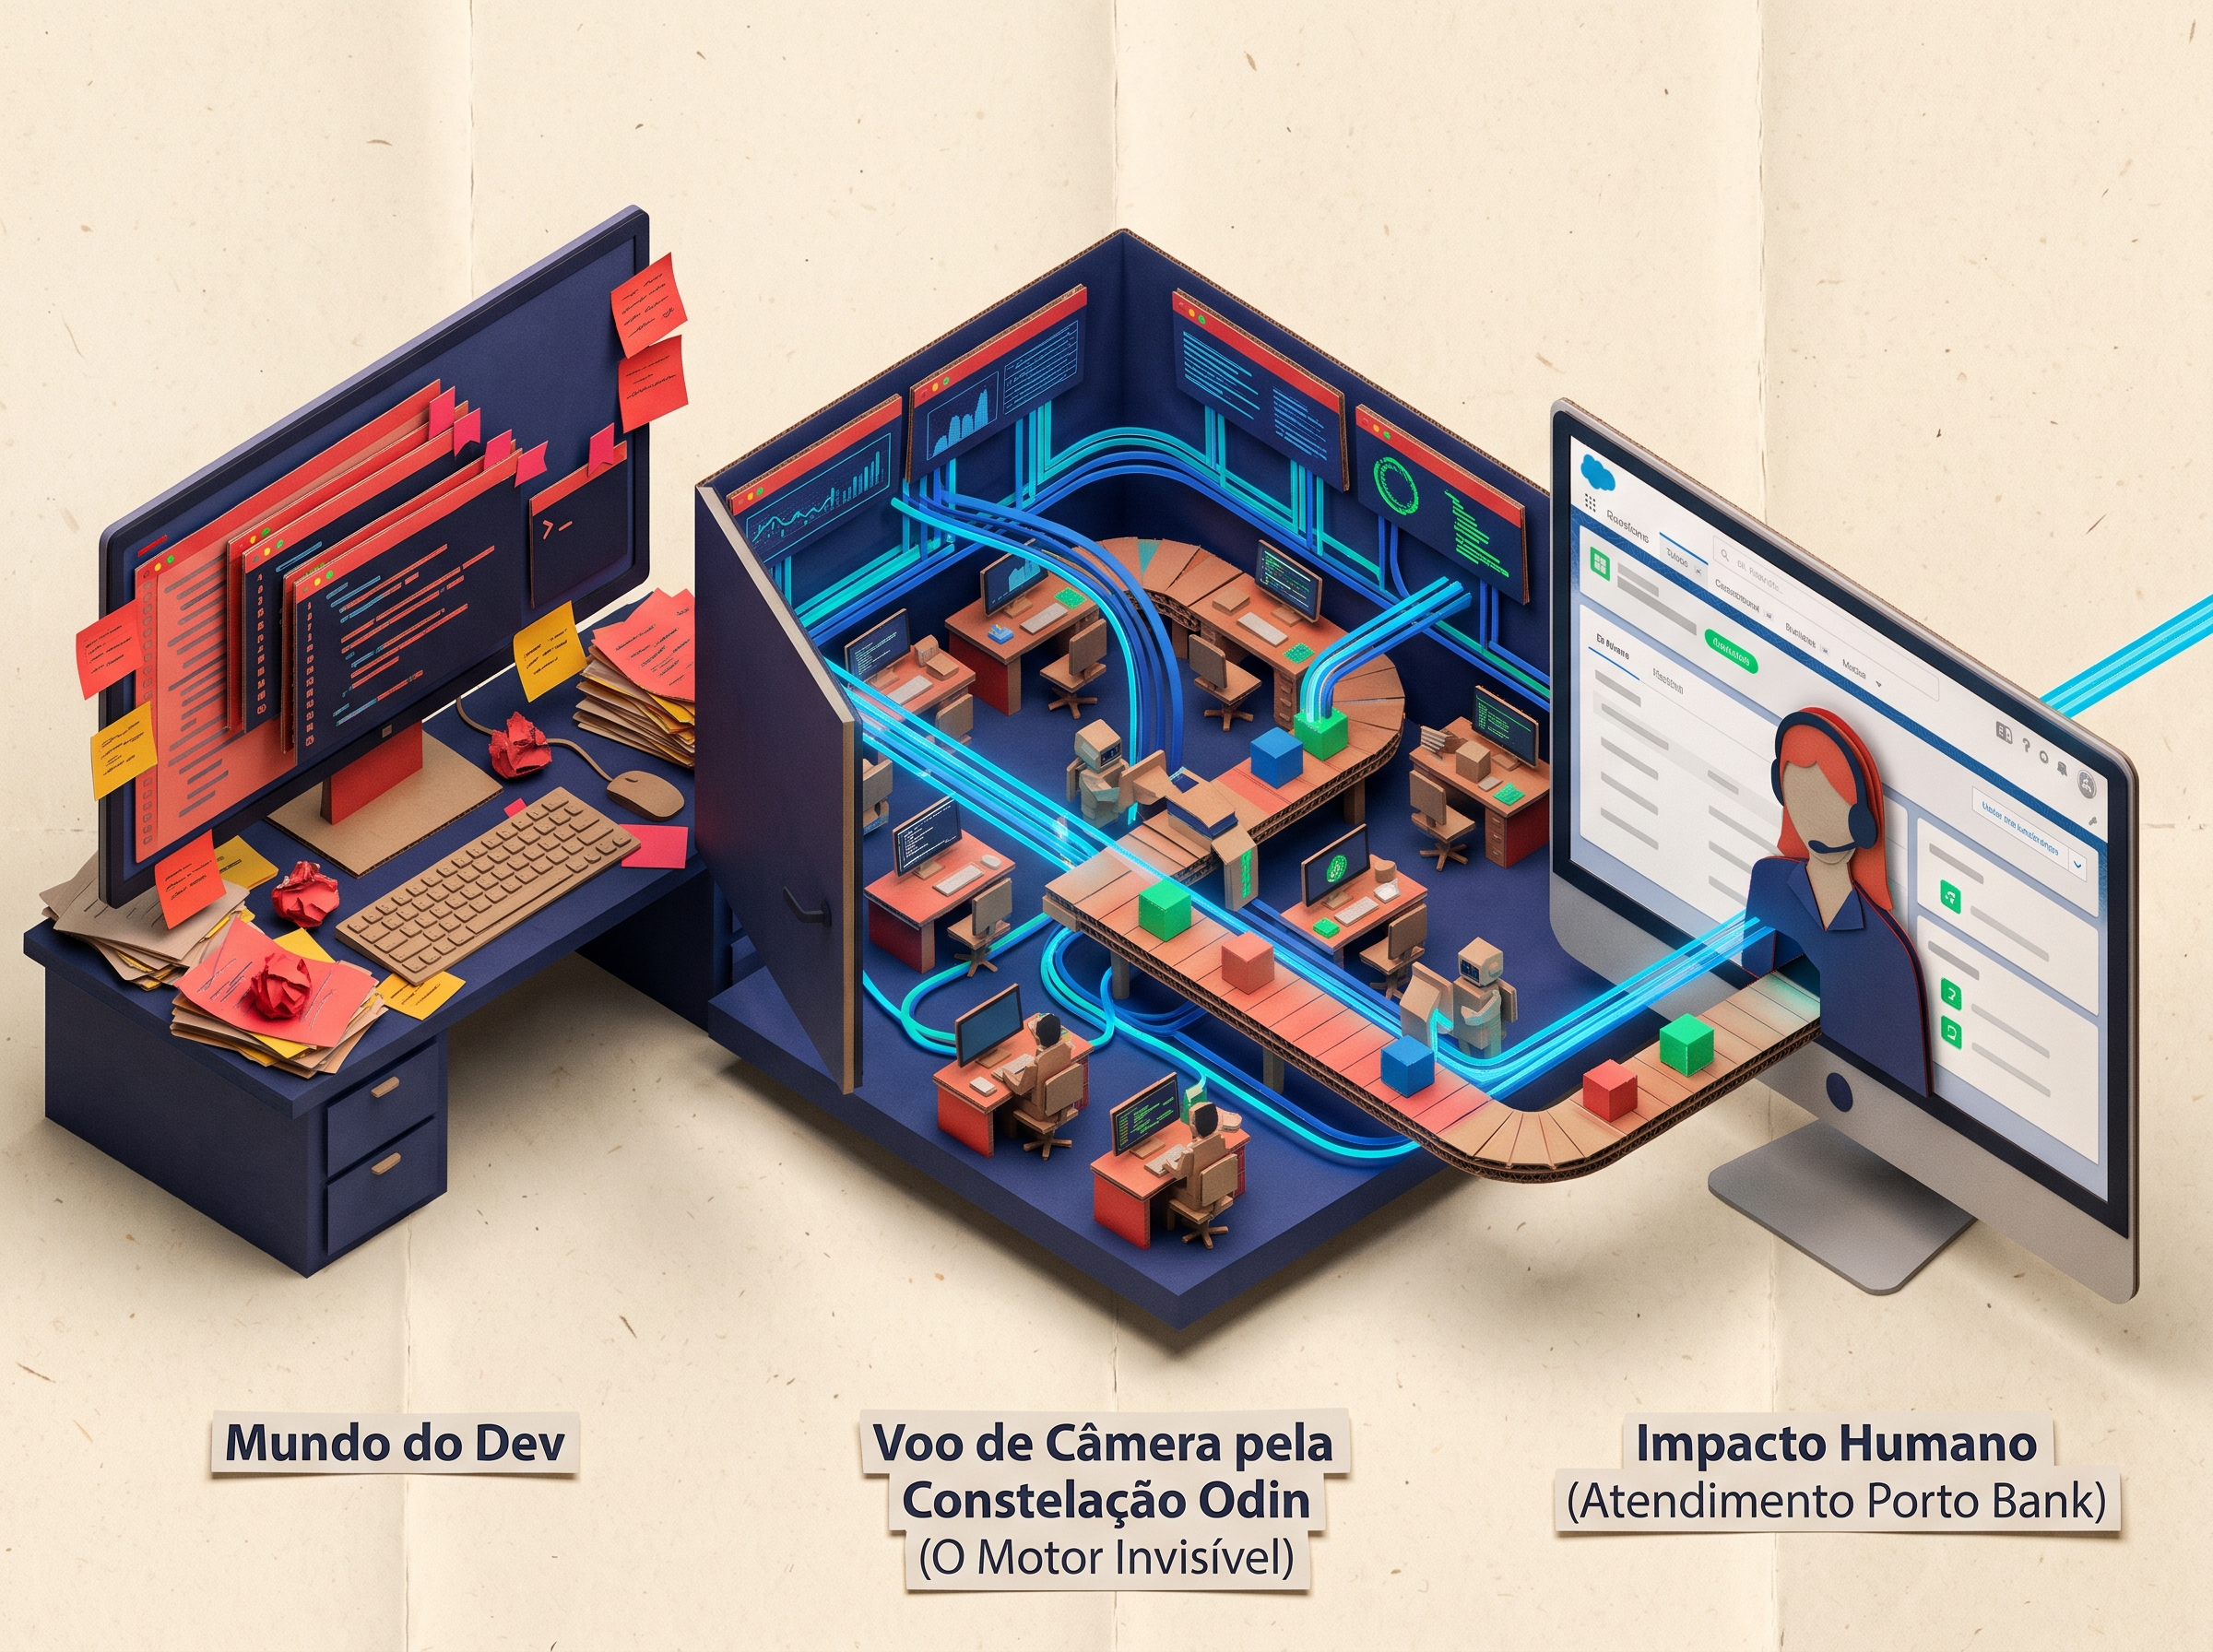 Mundo do Dev
Voo de Câmera pela
Constelação Odin
(O Motor Invisível)
Impacto Humano
(Atendimento Porto Bank)